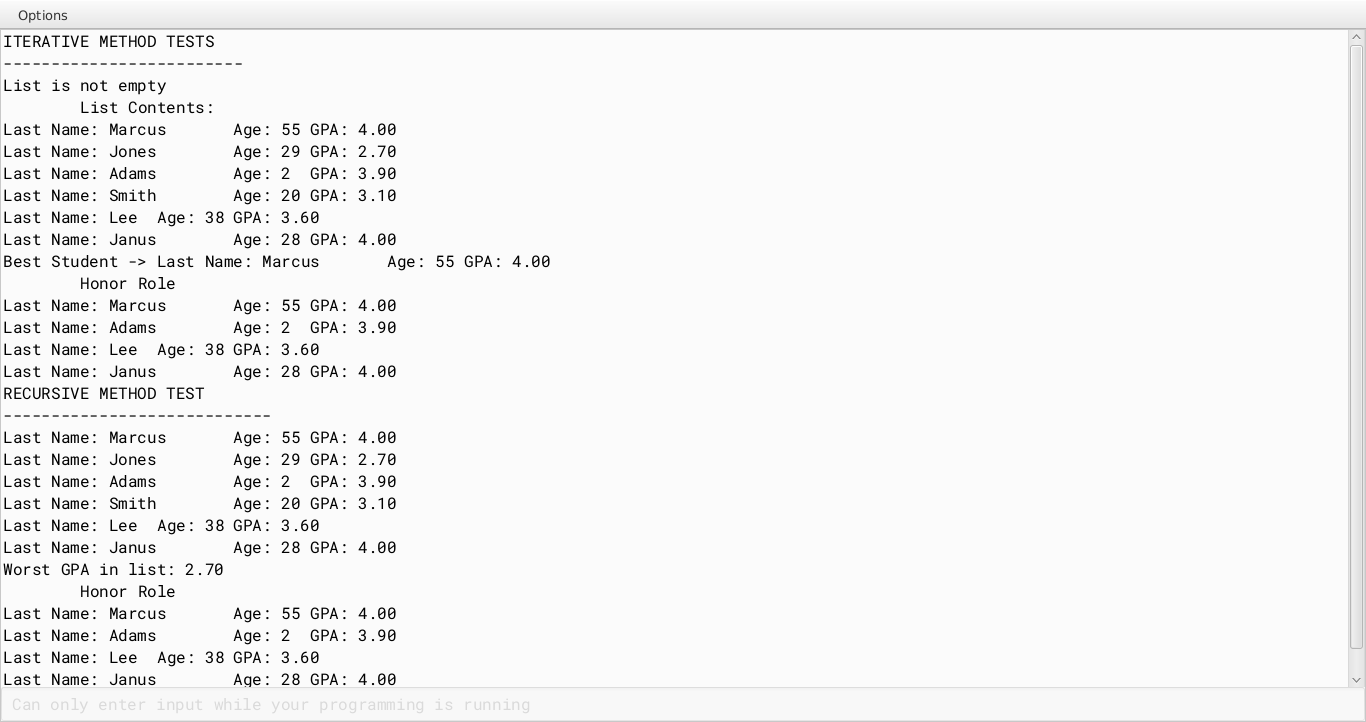 Options
ITERATIVE METHOD TESTS
-------------------------
List is not empty
	List Contents:
Last Name: Marcus	Age: 55	GPA: 4.00
Last Name: Jones	Age: 29	GPA: 2.70
Last Name: Adams	Age: 2	GPA: 3.90
Last Name: Smith	Age: 20	GPA: 3.10
Last Name: Lee	Age: 38	GPA: 3.60
Last Name: Janus	Age: 28	GPA: 4.00
Best Student -> Last Name: Marcus	Age: 55	GPA: 4.00
	Honor Role
Last Name: Marcus	Age: 55	GPA: 4.00
Last Name: Adams	Age: 2	GPA: 3.90
Last Name: Lee	Age: 38	GPA: 3.60
Last Name: Janus	Age: 28	GPA: 4.00
RECURSIVE METHOD TEST
----------------------------
Last Name: Marcus	Age: 55	GPA: 4.00
Last Name: Jones	Age: 29	GPA: 2.70
Last Name: Adams	Age: 2	GPA: 3.90
Last Name: Smith	Age: 20	GPA: 3.10
Last Name: Lee	Age: 38	GPA: 3.60
Last Name: Janus	Age: 28	GPA: 4.00
Worst GPA in list: 2.70
	Honor Role
Last Name: Marcus	Age: 55	GPA: 4.00
Last Name: Adams	Age: 2	GPA: 3.90
Last Name: Lee	Age: 38	GPA: 3.60
Last Name: Janus	Age: 28	GPA: 4.00
Can only enter input while your programming is running